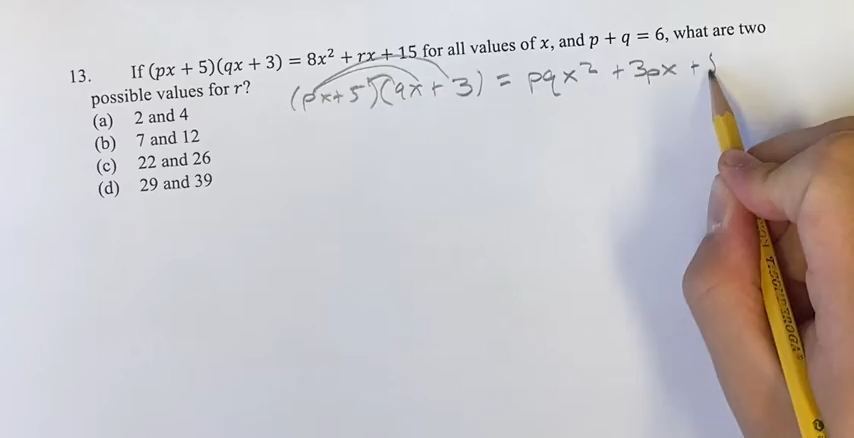 13. If (px + 5)(qx + 3) = 8x² + rx + 15 for all values of x, and p + q = 6, what are two
possible values for r?
(px+5)(qx+3) = pqx² + 3px +
(a) 2 and 4
(b) 7 and 12
(c) 22 and 26
(d) 29 and 39
TICONDEROGA